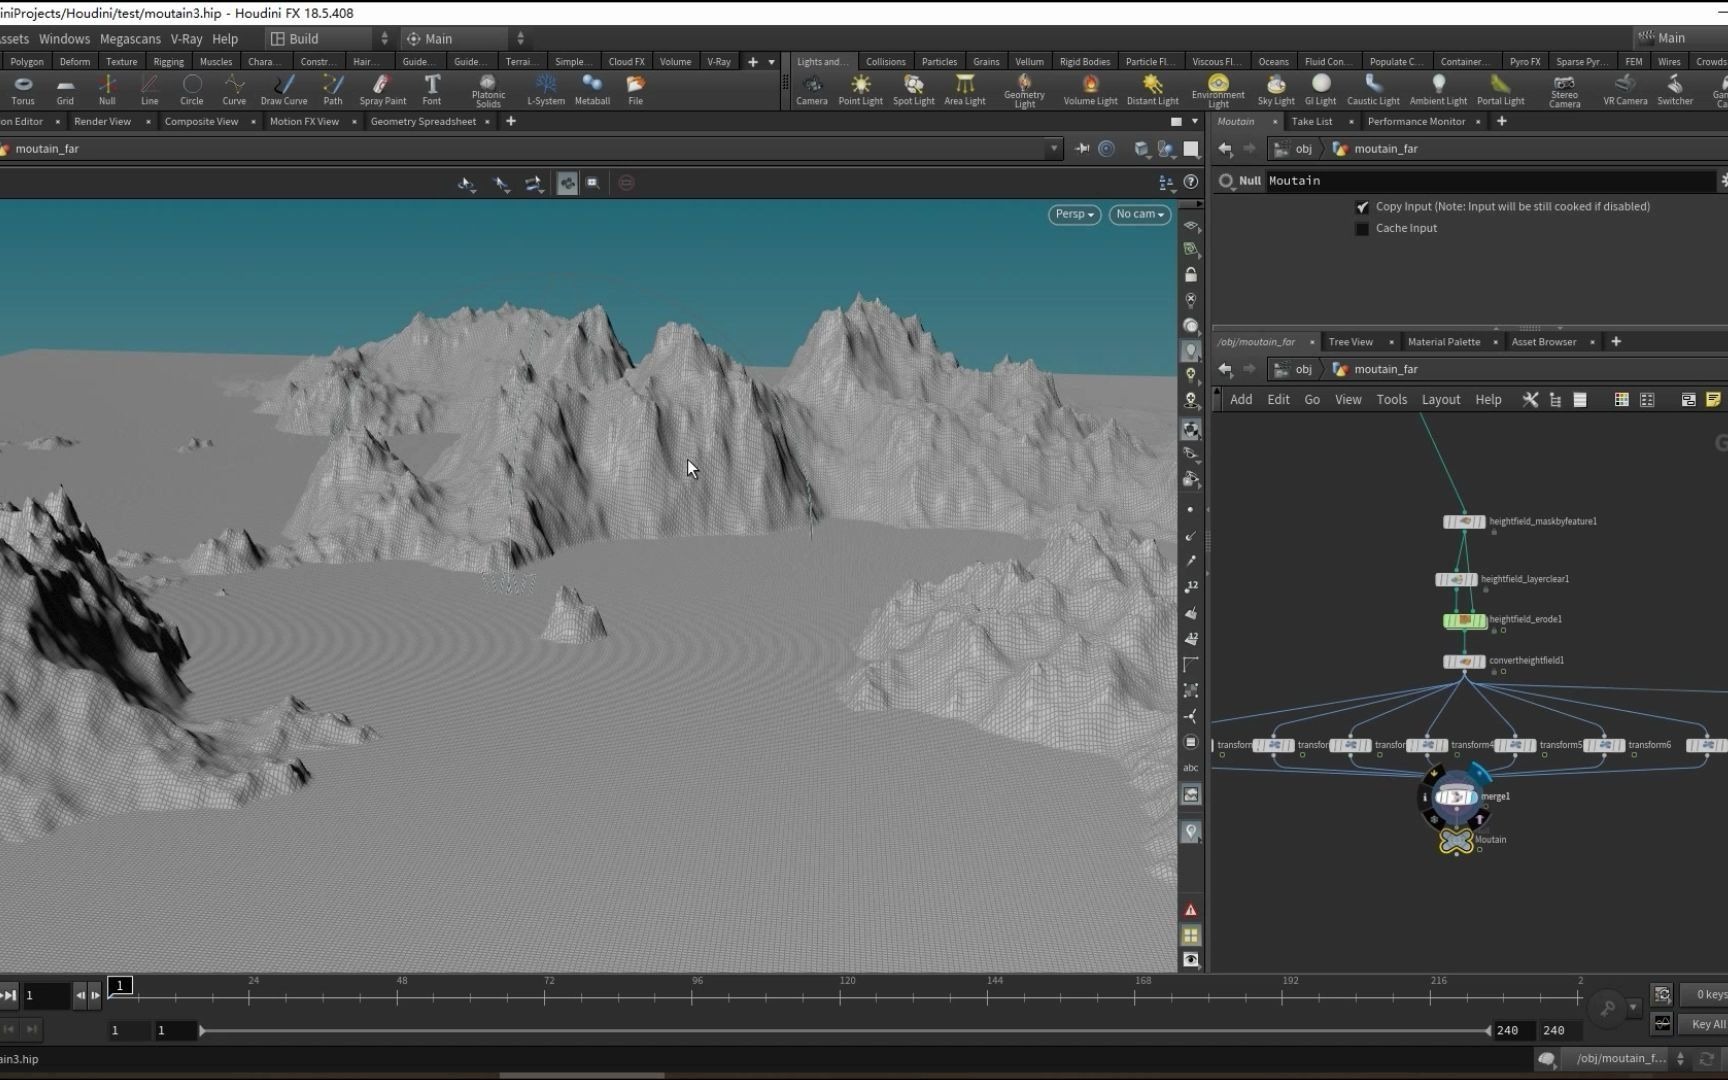 iniProjects/Houdini/test/moutain3.hip - Houdini FX 18.5.408
ssets Windows Megascans V-Ray Help Build Main Main
Polygon Deform Texture Rigging Muscles Chara... Constr... Hair... Guide... Guide... Terrai... Simple... Cloud FX Volume V-Ray
Lights and... Collisions Particles Grains Vellum Rigid Bodies Particle Fl... Viscous Fl... Oceans Fluid Con... Populate C... Container... Pyro FX Sparse Pyr... FEM Wires Crowds
Torus Grid Null Line Circle Curve Draw Curve Path Spray Paint Font Platonic Solids L-System Metaball File
Camera Point Light Spot Light Area Light Geometry Light Volume Light Distant Light Environment Light Sky Light GI Light Caustic Light Ambient Light Portal Light Stereo Camera VR Camera Switcher
on Editor Render View Composite View Motion FX View Geometry Spreadsheet
Moutain Take List Performance Monitor
moutain_far
obj moutain_far
Null Moutain
Copy Input (Note: Input will be still cooked if disabled)
Cache Input
Persp No cam
/obj/moutain_far Tree View Material Palette Asset Browser
obj moutain_far
Add Edit Go View Tools Layout Help
heightfield_maskbyfeature1
heightfield_layerclear1
heightfield_erode1
convertheightfield1
transform transfor transfor transform4 transform5 transform6
merge1
Moutain
12
12
abc
1 1 24 48 72 96 120 144 168 192 216 2
0 keys
1 1 240 240
Key All
ain3.hip
/obj/moutain_f...